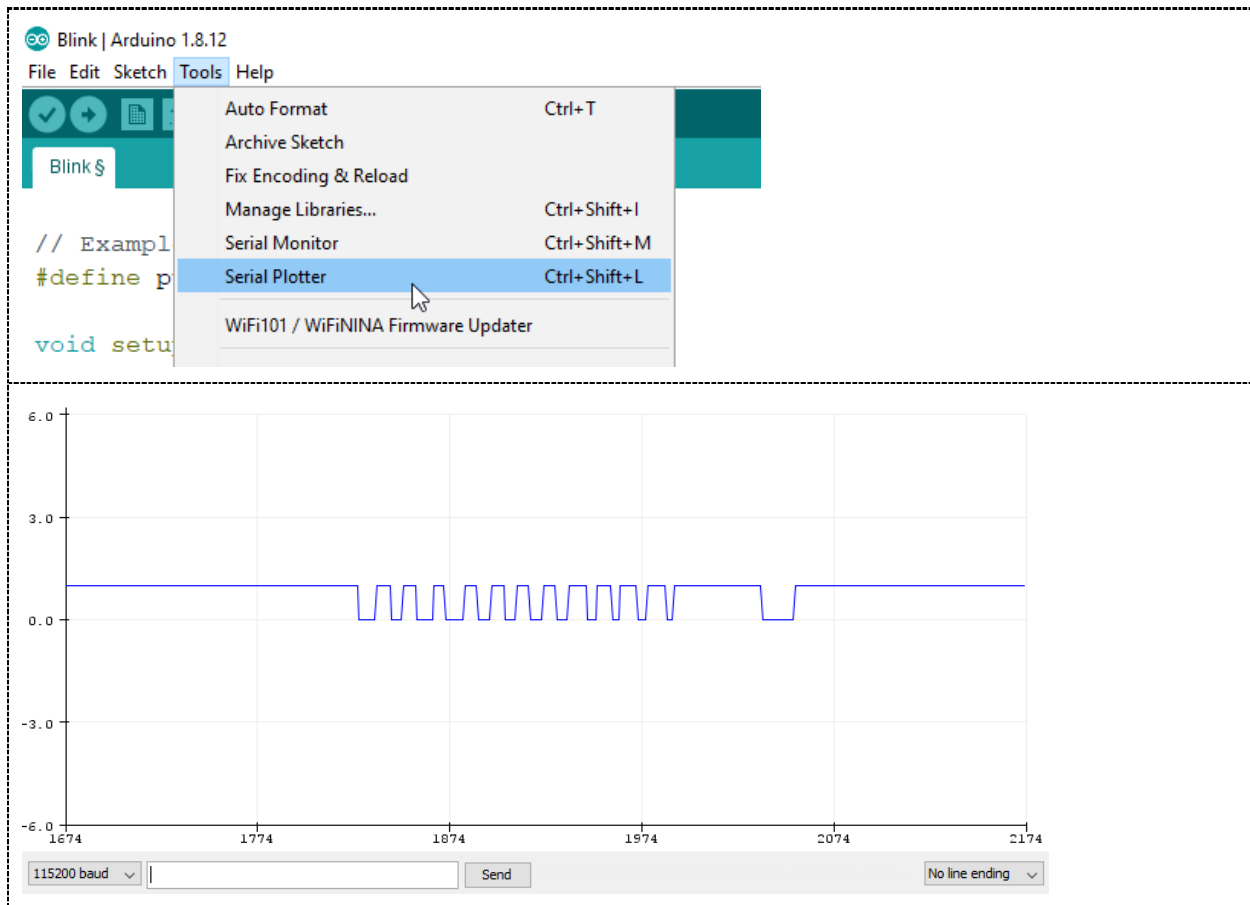 Blink | Arduino 1.8.12
File Edit Sketch Tools Help
Auto Format Ctrl+T
Archive Sketch
Blink §
Fix Encoding & Reload
Manage Libraries... Ctrl+Shift+I
// Exampl
Serial Monitor Ctrl+Shift+M
#define p
Serial Plotter Ctrl+Shift+L
WiFi101 / WiFiNINA Firmware Updater
void setu
6.0
3.0
0.0
-3.0
-6.0
1674 1774 1874 1974 2074 2174
115200 baud Send No line ending